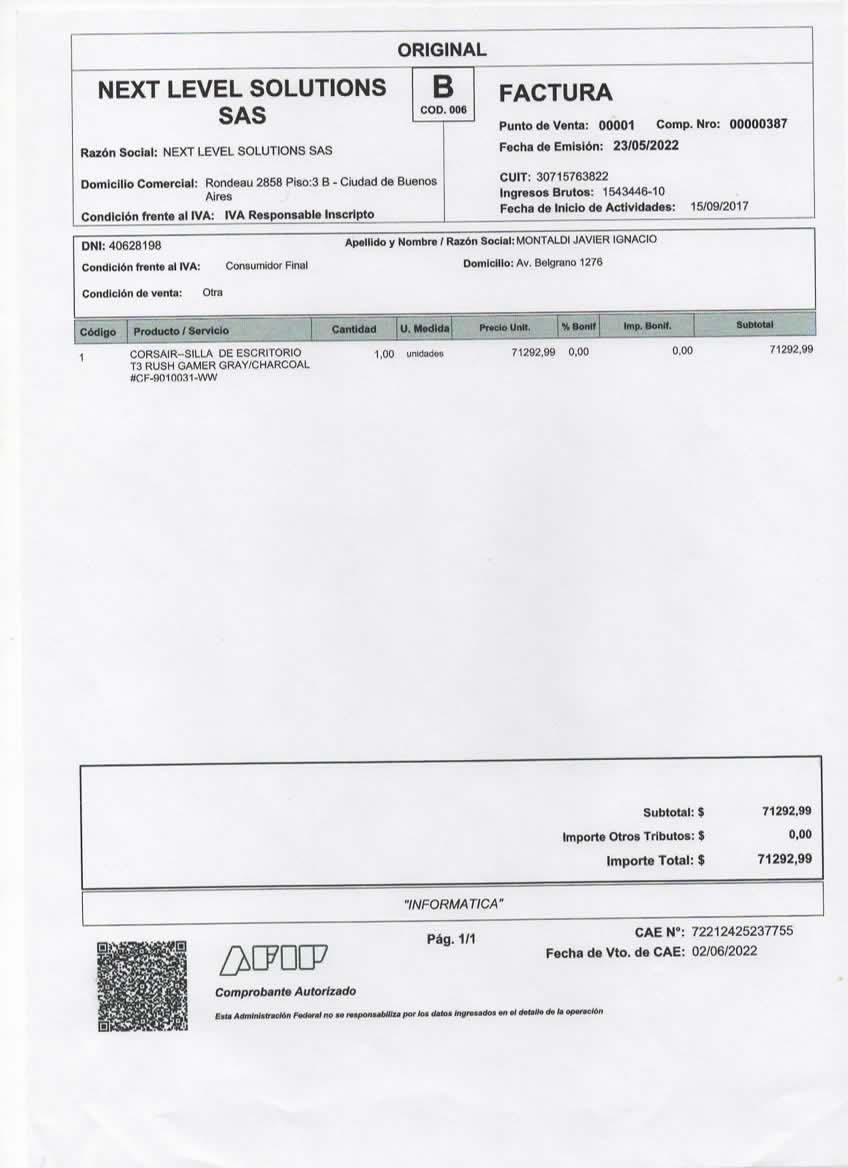 ORIGINAL
NEXT LEVEL SOLUTIONS
SAS
B
COD. 006
FACTURA
Punto de Venta: 00001 Comp. Nro: 00000387
Fecha de Emisión: 23/05/2022
Razón Social: NEXT LEVEL SOLUTIONS SAS
Domicilio Comercial: Rondeau 2858 Piso:3 B - Ciudad de Buenos
Aires
Condición frente al IVA: IVA Responsable Inscripto
CUIT: 30715763822
Ingresos Brutos: 1543446-10
Fecha de Inicio de Actividades: 15/09/2017
DNI: 40628198 Apellido y Nombre / Razón Social: MONTALDI JAVIER IGNACIO
Condición frente al IVA: Consumidor Final Domicilio: Av. Belgrano 1276
Condición de venta: Otra
Código Producto / Servicio Cantidad U. Medida Precio Unit. % Bonif Imp. Bonif. Subtotal
1 CORSAIR--SILLA DE ESCRITORIO 1,00 unidades 71292,99 0,00 0,00 71292,99
T3 RUSH GAMER GRAY/CHARCOAL
#CF-9010031-WW
Subtotal: $ 71292,99
Importe Otros Tributos: $ 0,00
Importe Total: $ 71292,99
"INFORMATICA"
AFIP
Pág. 1/1
CAE N°: 72212425237755
Fecha de Vto. de CAE: 02/06/2022
Comprobante Autorizado
Esta Administración Federal no se responsabiliza por los datos ingresados en el detalle de la operación